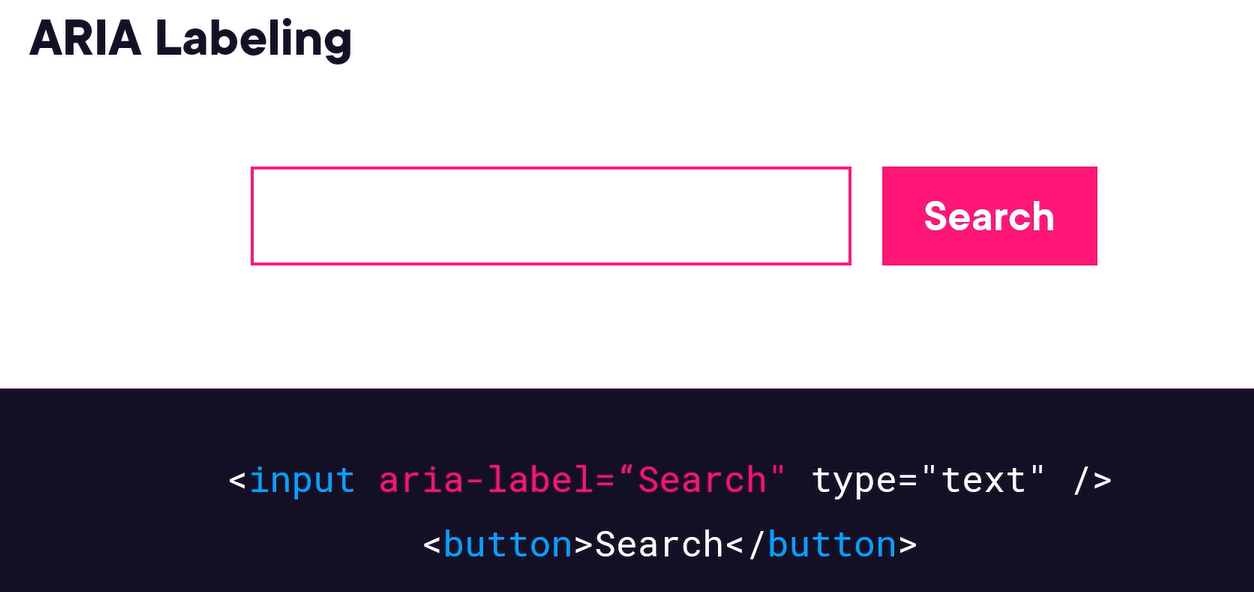 ARIA Labeling
Search
<input aria-label=“Search" type="text" />
<button>Search</button>